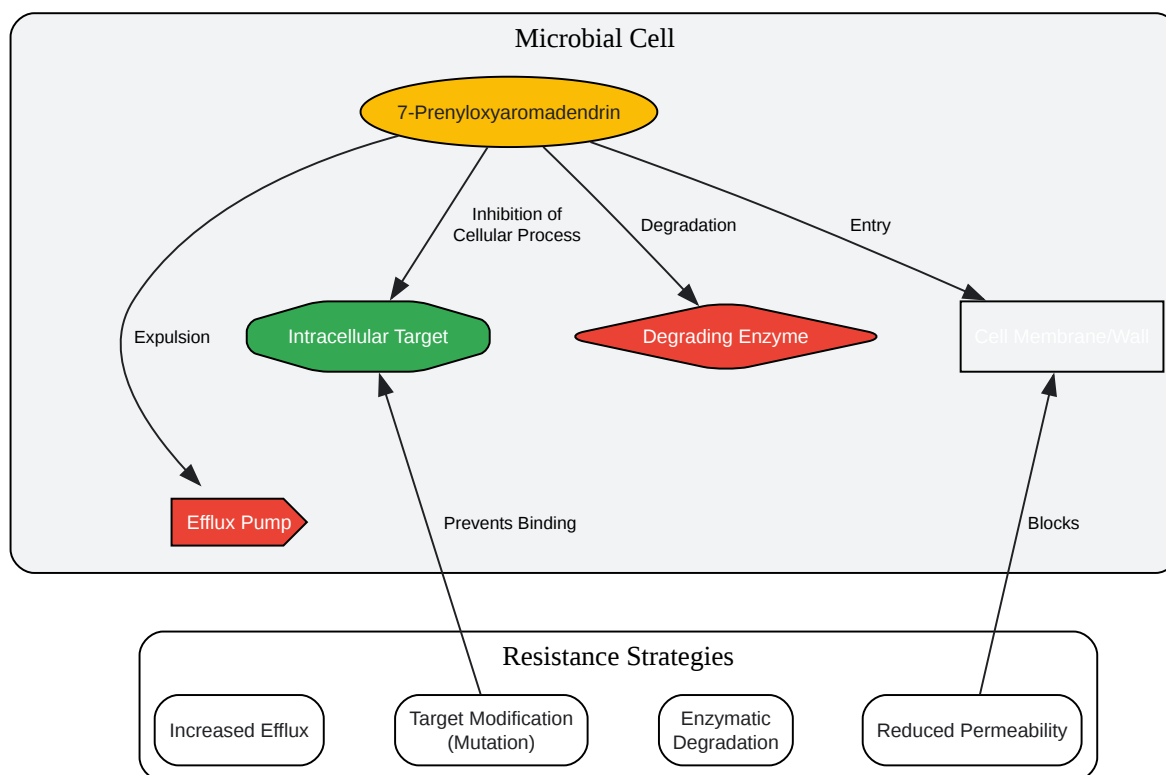 Microbial Cell
7-Prenyloxyaromadendrin
Inhibition of
Cellular Process
Degradation
Entry
Expulsion
Intracellular Target
Degrading Enzyme
Cell Membrane/Wall
Efflux Pump
Prevents Binding
Blocks
Resistance Strategies
Increased Efflux
Target Modification
(Mutation)
Enzymatic
Degradation
Reduced Permeability